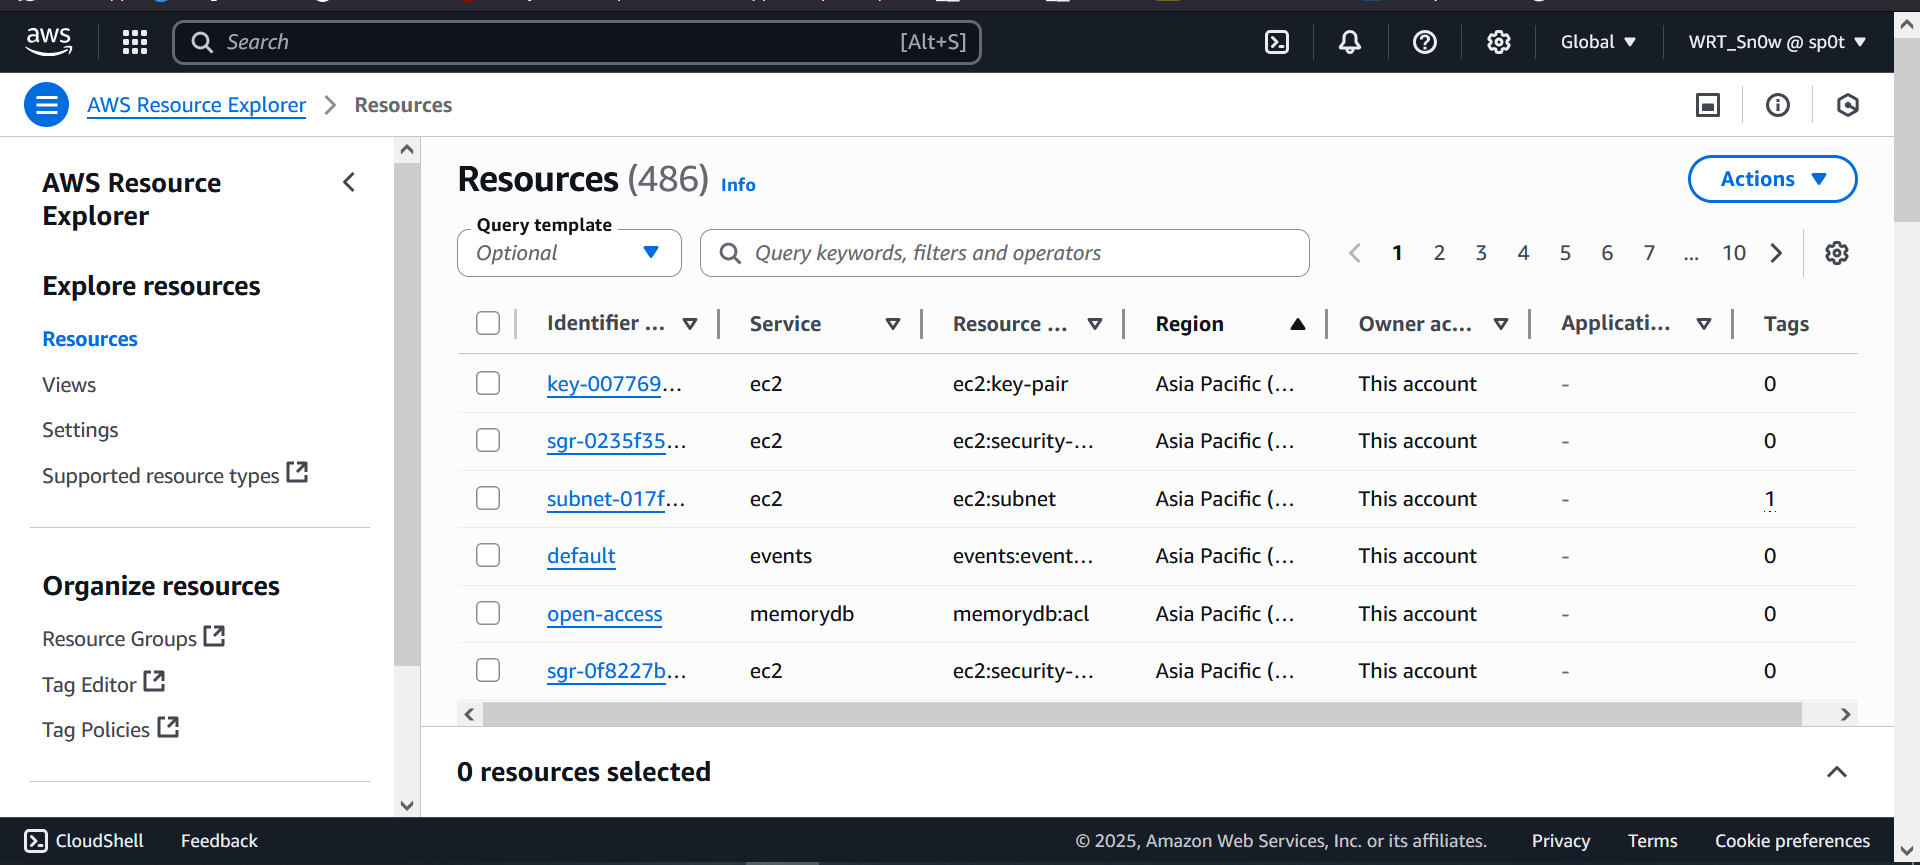 aws
Search [Alt+S]
Global
WRT_Sn0w @ sp0t
AWS Resource Explorer
Resources
AWS Resource
Explorer
Explore resources
Resources
Views
Settings
Supported resource types
Organize resources
Resource Groups
Tag Editor
Tag Policies
Resources (486) Info
Actions
Query template
Optional
Query keywords, filters and operators
1 2 3 4 5 6 7 ... 10
Identifier ... Service Resource ... Region Owner ac... Applicati... Tags
key-007769... ec2 ec2:key-pair Asia Pacific (... This account - 0
sgr-0235f35... ec2 ec2:security-... Asia Pacific (... This account - 0
subnet-017f... ec2 ec2:subnet Asia Pacific (... This account - 1
default events events:event... Asia Pacific (... This account - 0
open-access memorydb memorydb:acl Asia Pacific (... This account - 0
sgr-0f8227b... ec2 ec2:security-... Asia Pacific (... This account - 0
0 resources selected
CloudShell Feedback © 2025, Amazon Web Services, Inc. or its affiliates. Privacy Terms Cookie preferences